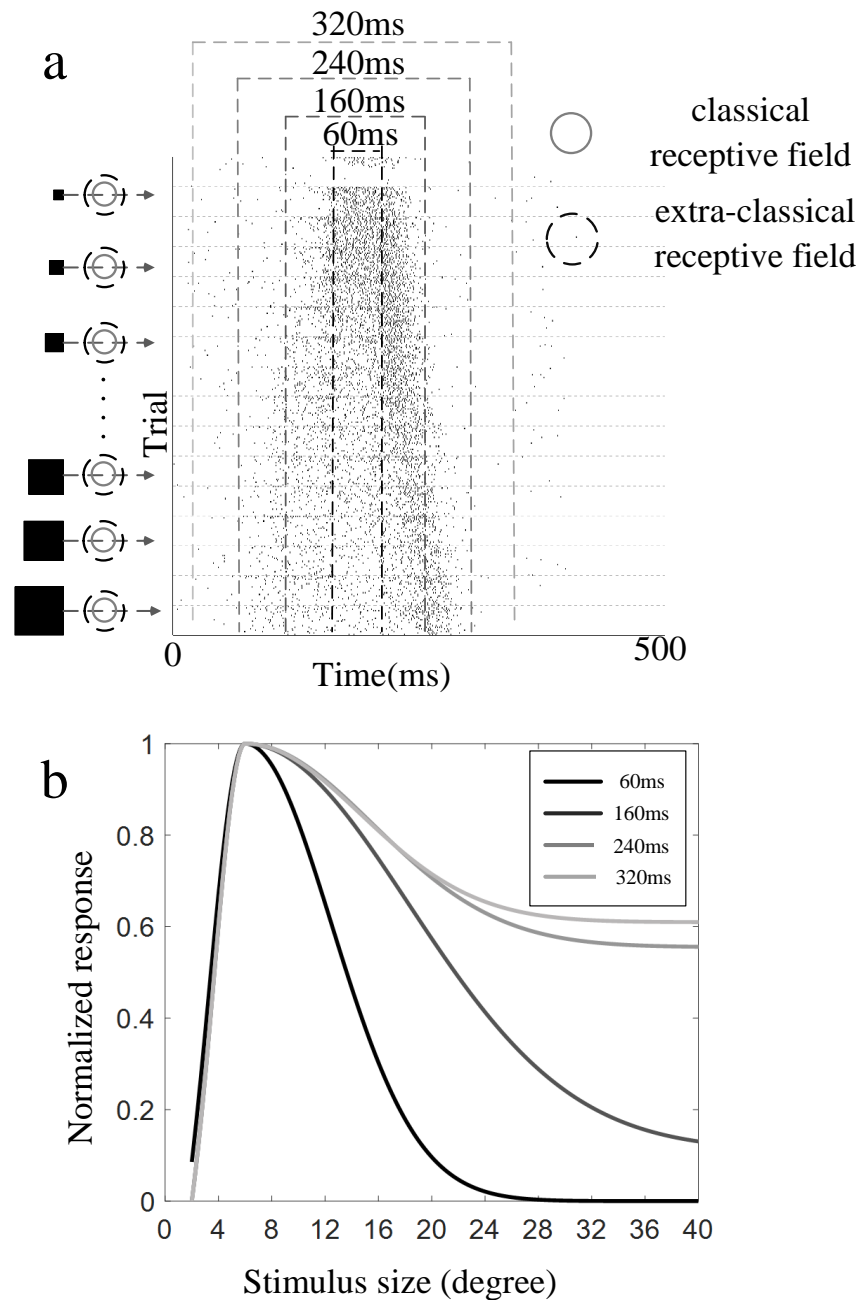 a
320ms
240ms
160ms
60ms
classical
receptive field
extra-classical
receptive field
Trial
0
500
Time(ms)
b
1
0.8
0.6
0.4
0.2
0
Normalized response
60ms
160ms
240ms
320ms
0 4 8 12 16 20 24 28 32 36 40
Stimulus size (degree)